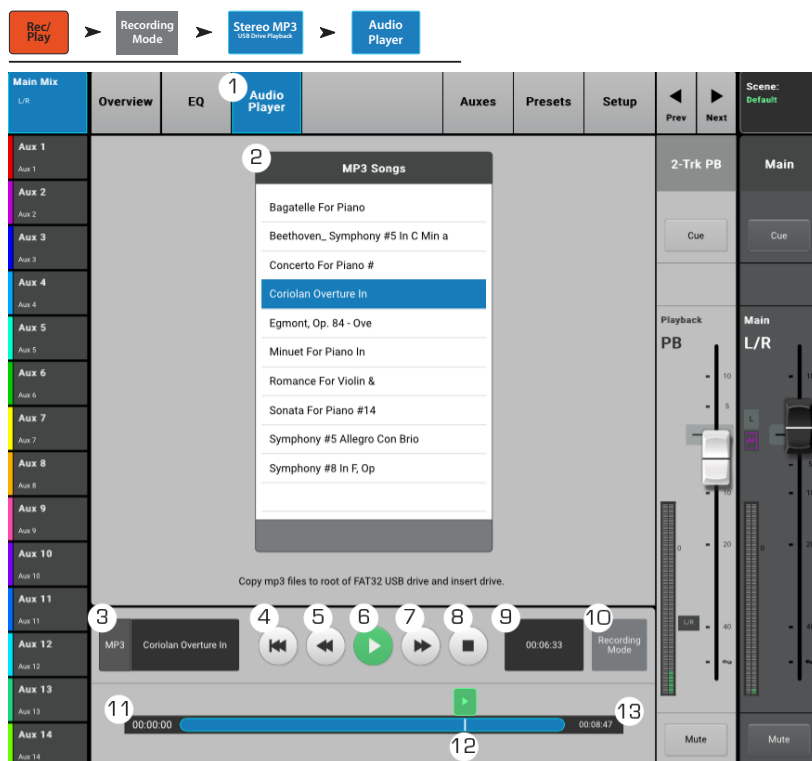 Rec/
Play
Recording
Mode
Stereo MP3
USB Drive Playback
Audio
Player
Main Mix
L/R
Overview
EQ
1
Audio
Player
Auxes
Presets
Setup
Prev
Next
Scene:
Default
Aux 1
Aux 1
Aux 2
Aux 2
Aux 3
Aux 3
Aux 4
Aux 4
Aux 5
Aux 5
Aux 6
Aux 6
Aux 7
Aux 7
Aux 8
Aux 8
Aux 9
Aux 9
Aux 10
Aux 10
Aux 11
Aux 11
Aux 12
Aux 12
Aux 13
Aux 13
Aux 14
Aux 14
2
MP3 Songs
Bagatelle For Piano
Beethoven_ Symphony #5 In C Min a
Concerto For Piano #
Coriolan Overture In
Egmont, Op. 84 - Ove
Minuet For Piano In
Romance For Violin &
Sonata For Piano #14
Symphony #5 Allegro Con Brio
Symphony #8 In F, Op
Copy mp3 files to root of FAT32 USB drive and insert drive.
3
MP3
Coriolan Overture In
4
5
6
7
8
9
00:06:33
10
Recording
Mode
11
00:00:00
12
00:08:47
13
2-Trk PB
Cue
Playback
PB
10
5
10
0
20
L/R
40
Mute
Main
Cue
Main
L/R
L
0
Mute